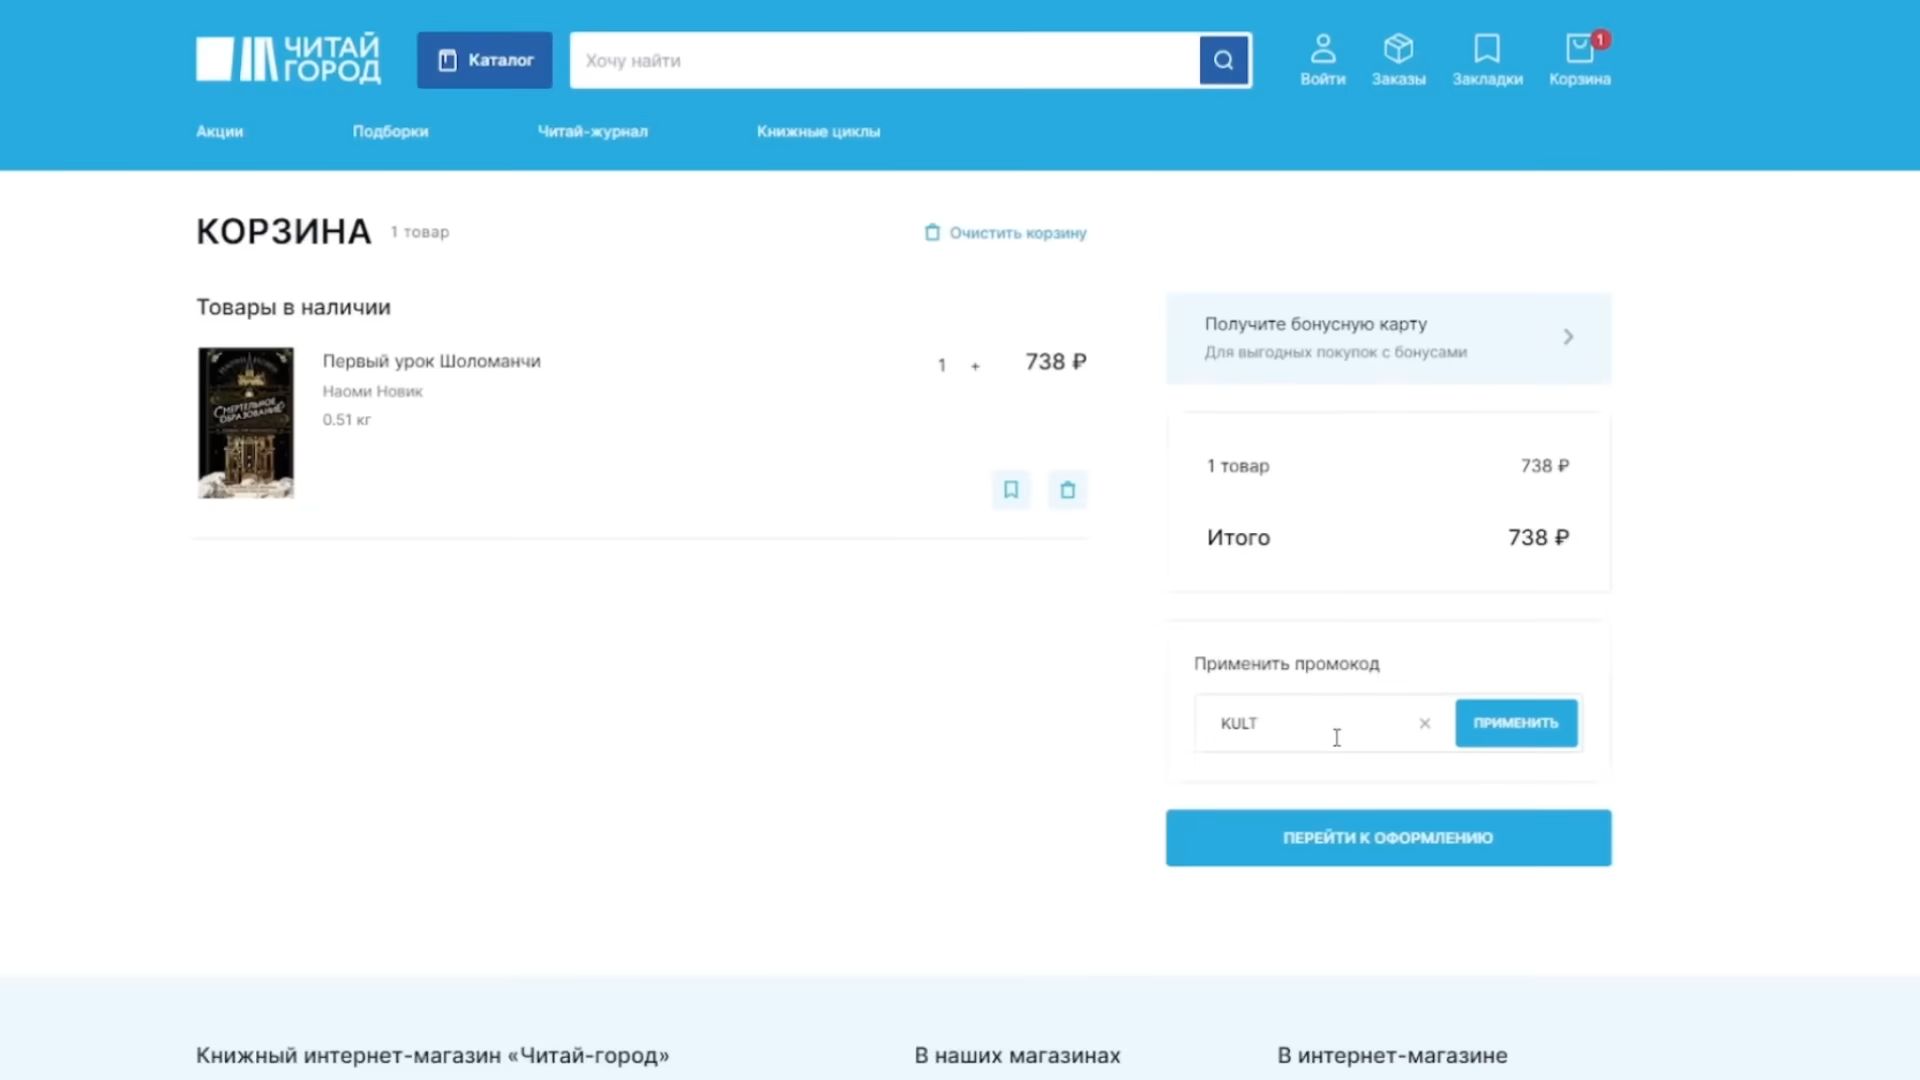 ЧИТАЙ
ГОРОД
Каталог
Хочу найти
Войти
Заказы
Закладки
1
Корзина
Акции
Подборки
Читай-журнал
Книжные циклы
КОРЗИНА
1 товар
Очистить корзину
Товары в наличии
СМЕРТЕЛЬНОЕ
ОБРАЗОВАНИЕ
Первый урок Шоломанчи
Наоми Новик
0.51 кг
1 +
738 ₽
Получите бонусную карту
Для выгодных покупок с бонусами
1 товар 738 ₽
Итого 738 ₽
Применить промокод
KULT
ПРИМЕНИТЬ
ПЕРЕЙТИ К ОФОРМЛЕНИЮ
Книжный интернет-магазин «Читай-город»
В наших магазинах
В интернет-магазине